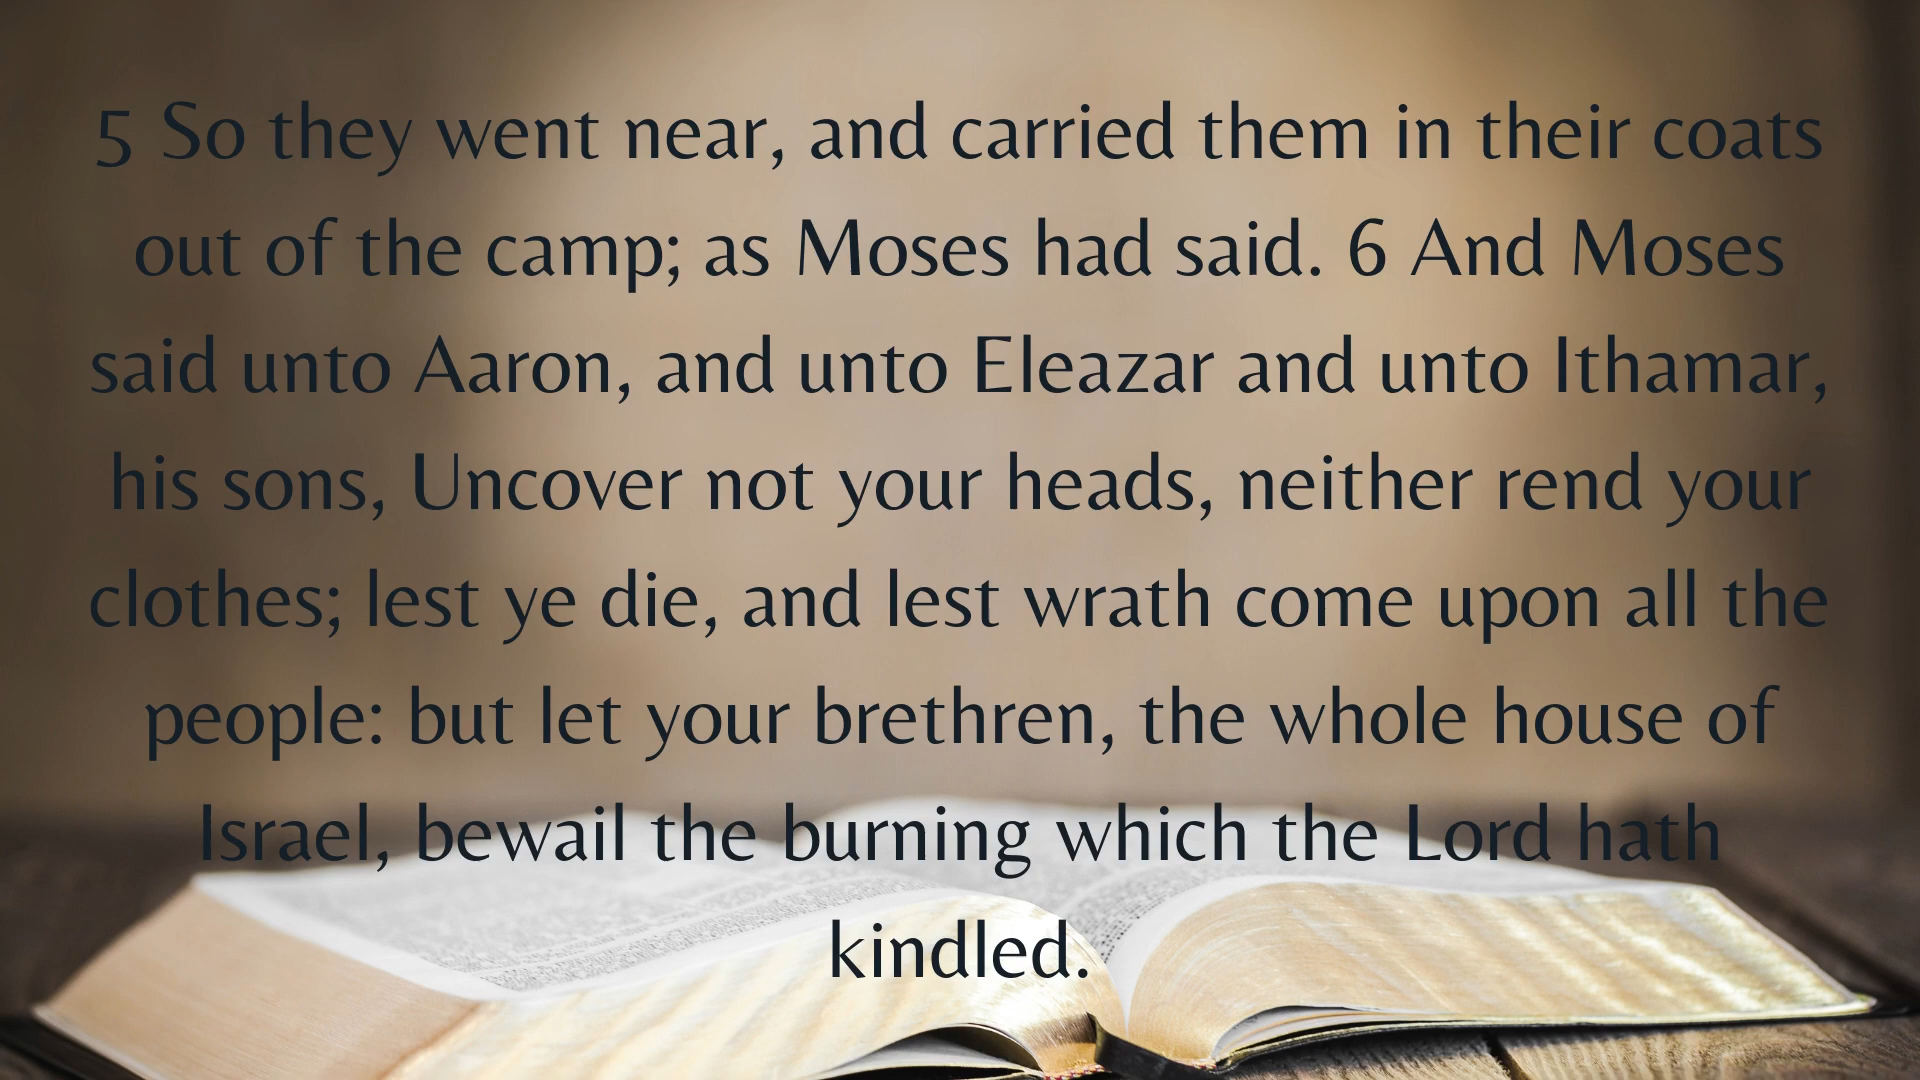 5 So they went near, and carried them in their coats
out of the camp; as Moses had said. 6 And Moses
said unto Aaron, and unto Eleazar and unto Ithamar,
his sons, Uncover not your heads, neither rend your
clothes; lest ye die, and lest wrath come upon all the
people: but let your brethren, the whole house of
Israel, bewail the burning which the Lord hath
kindled.